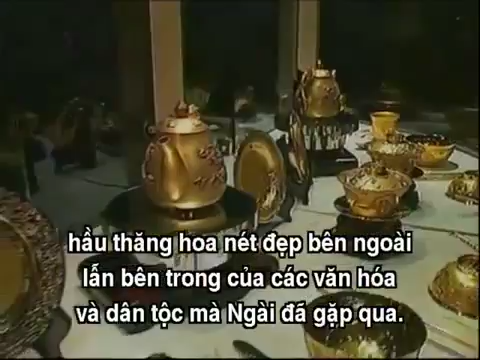 hầu thăng hoa nét đẹp bên ngoài
lẫn bên trong của các văn hóa
và dân tộc mà Ngài đã gặp qua.